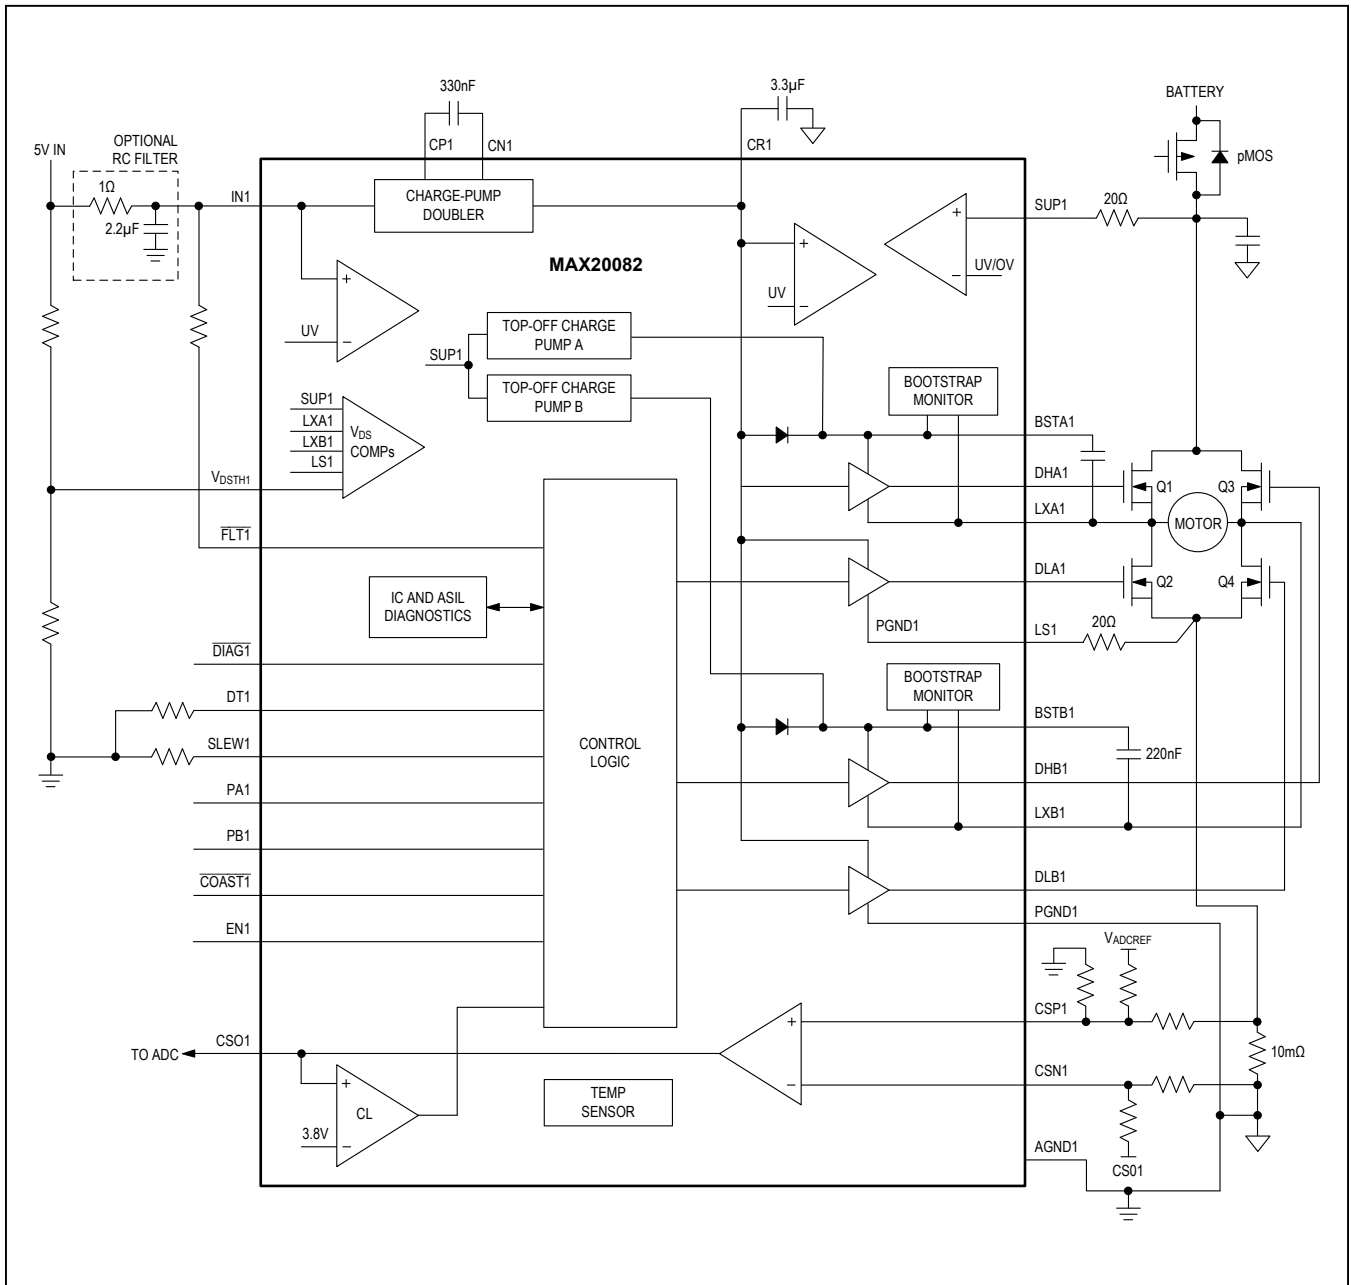 330nF
3.3µF
BATTERY
OPTIONAL
RC FILTER
5V IN
CP1
CN1
CR1
pMOS
1Ω
IN1
CHARGE-PUMP
DOUBLER
SUP1
20Ω
2.2µF
MAX20082
UV/OV
+
−
+
−
UV
+
−
UV
TOP-OFF CHARGE
PUMP A
SUP1
TOP-OFF CHARGE
PUMP B
BOOTSTRAP
MONITOR
SUP1
LXA1
LXB1
LS1
VDS
COMPs
BSTA1
VDSTH1
DHA1
Q1
Q3
LXA1
MOTOR
FLT1
DLA1
Q2
Q4
IC AND ASIL
DIAGNOSTICS
PGND1
LS1
20Ω
DIAG1
BOOTSTRAP
MONITOR
DT1
BSTB1
SLEW1
CONTROL
LOGIC
220nF
DHB1
PA1
LXB1
PB1
COAST1
DLB1
PGND1
EN1
VADCREF
CSP1
+
−
CSO1
TO ADC
10mΩ
CSN1
+
−
CL
3.8V
TEMP
SENSOR
AGND1
CS01